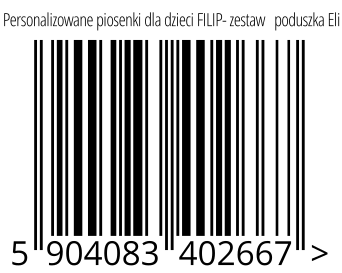 Personalizowane piosenki dla dzieci FILIP- zestaw poduszka Eli
5 904083 402667 >